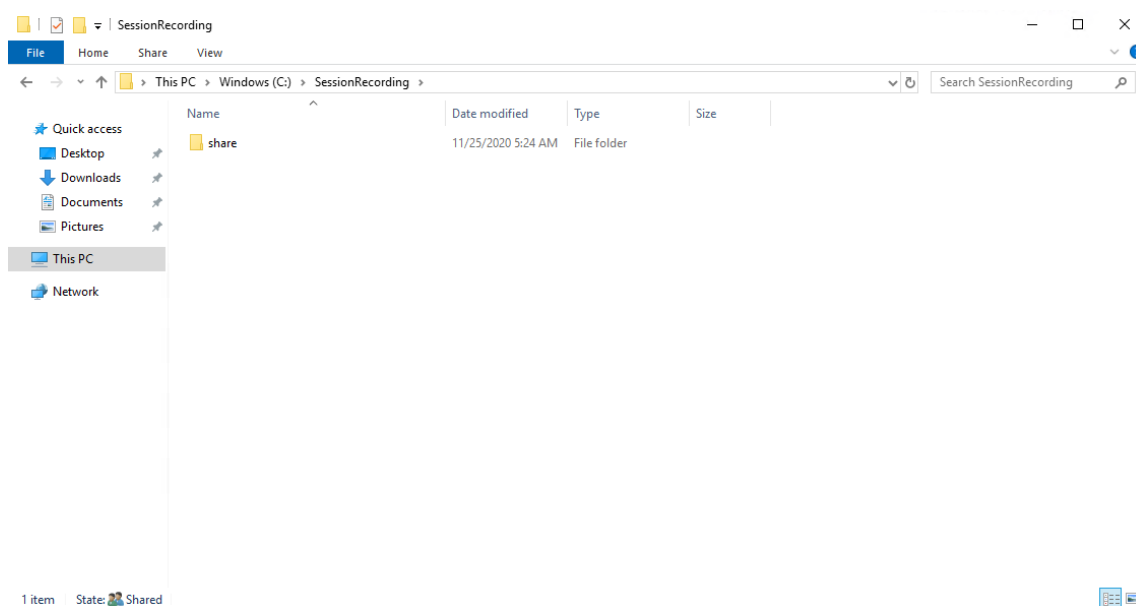 SessionRecording
File Home Share View
This PC Windows (C:) SessionRecording Search SessionRecording
Name Date modified Type Size
Quick access
share 11/25/2020 5:24 AM File folder
Desktop
Downloads
Documents
Pictures
This PC
Network
1 item State: Shared